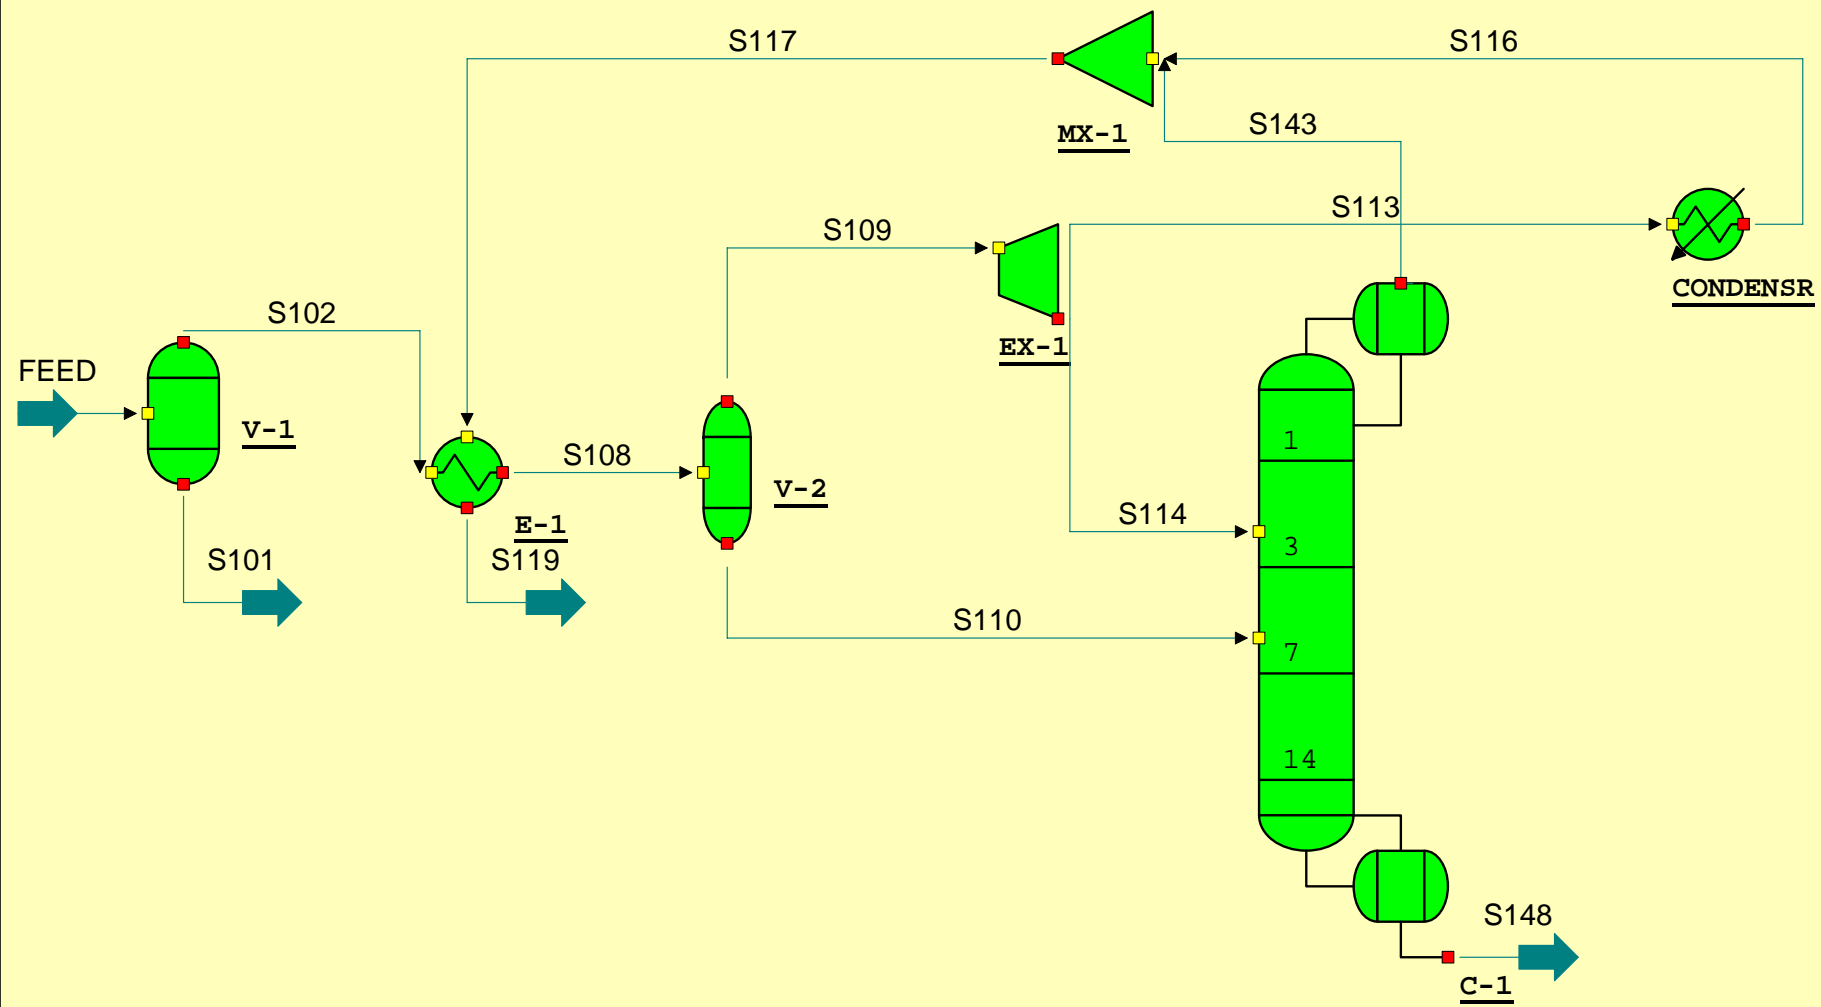 S117
S116
MX-1
S143
S113
S109
CONDENSR
S102
EX-1
FEED
V-1
1
S108
V-2
E-1
S114
3
S101
S119
S110
7
14
S148
C-1